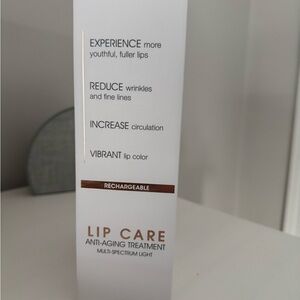 EXPERIENCE more
youthful, fuller lips
REDUCE wrinkles
and fine lines
INCREASE circulation
VIBRANT lip color
RECHARGEABLE
LIP CARE
ANTI-AGING TREATMENT
MULTI-SPECTRUM LIGHT